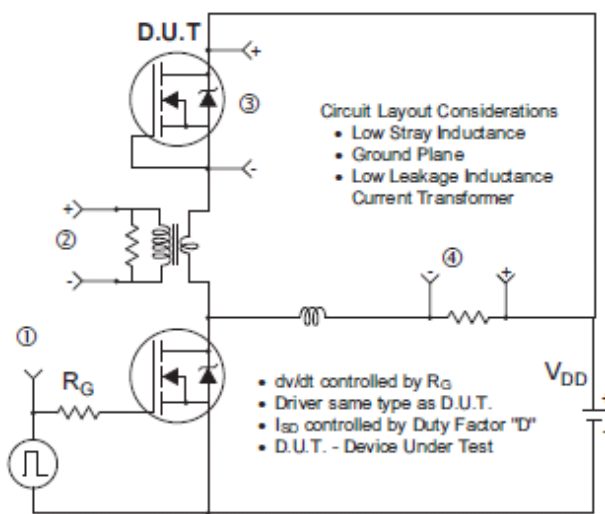 D.U.T
+
③
-
Circuit Layout Considerations
• Low Stray Inductance
• Ground Plane
• Low Leakage Inductance
Current Transformer
+
②
-
- ④ +
①
RG
• dv/dt controlled by RG
• Driver same type as D.U.T.
• ISD controlled by Duty Factor "D"
• D.U.T. - Device Under Test
VDD
+
-